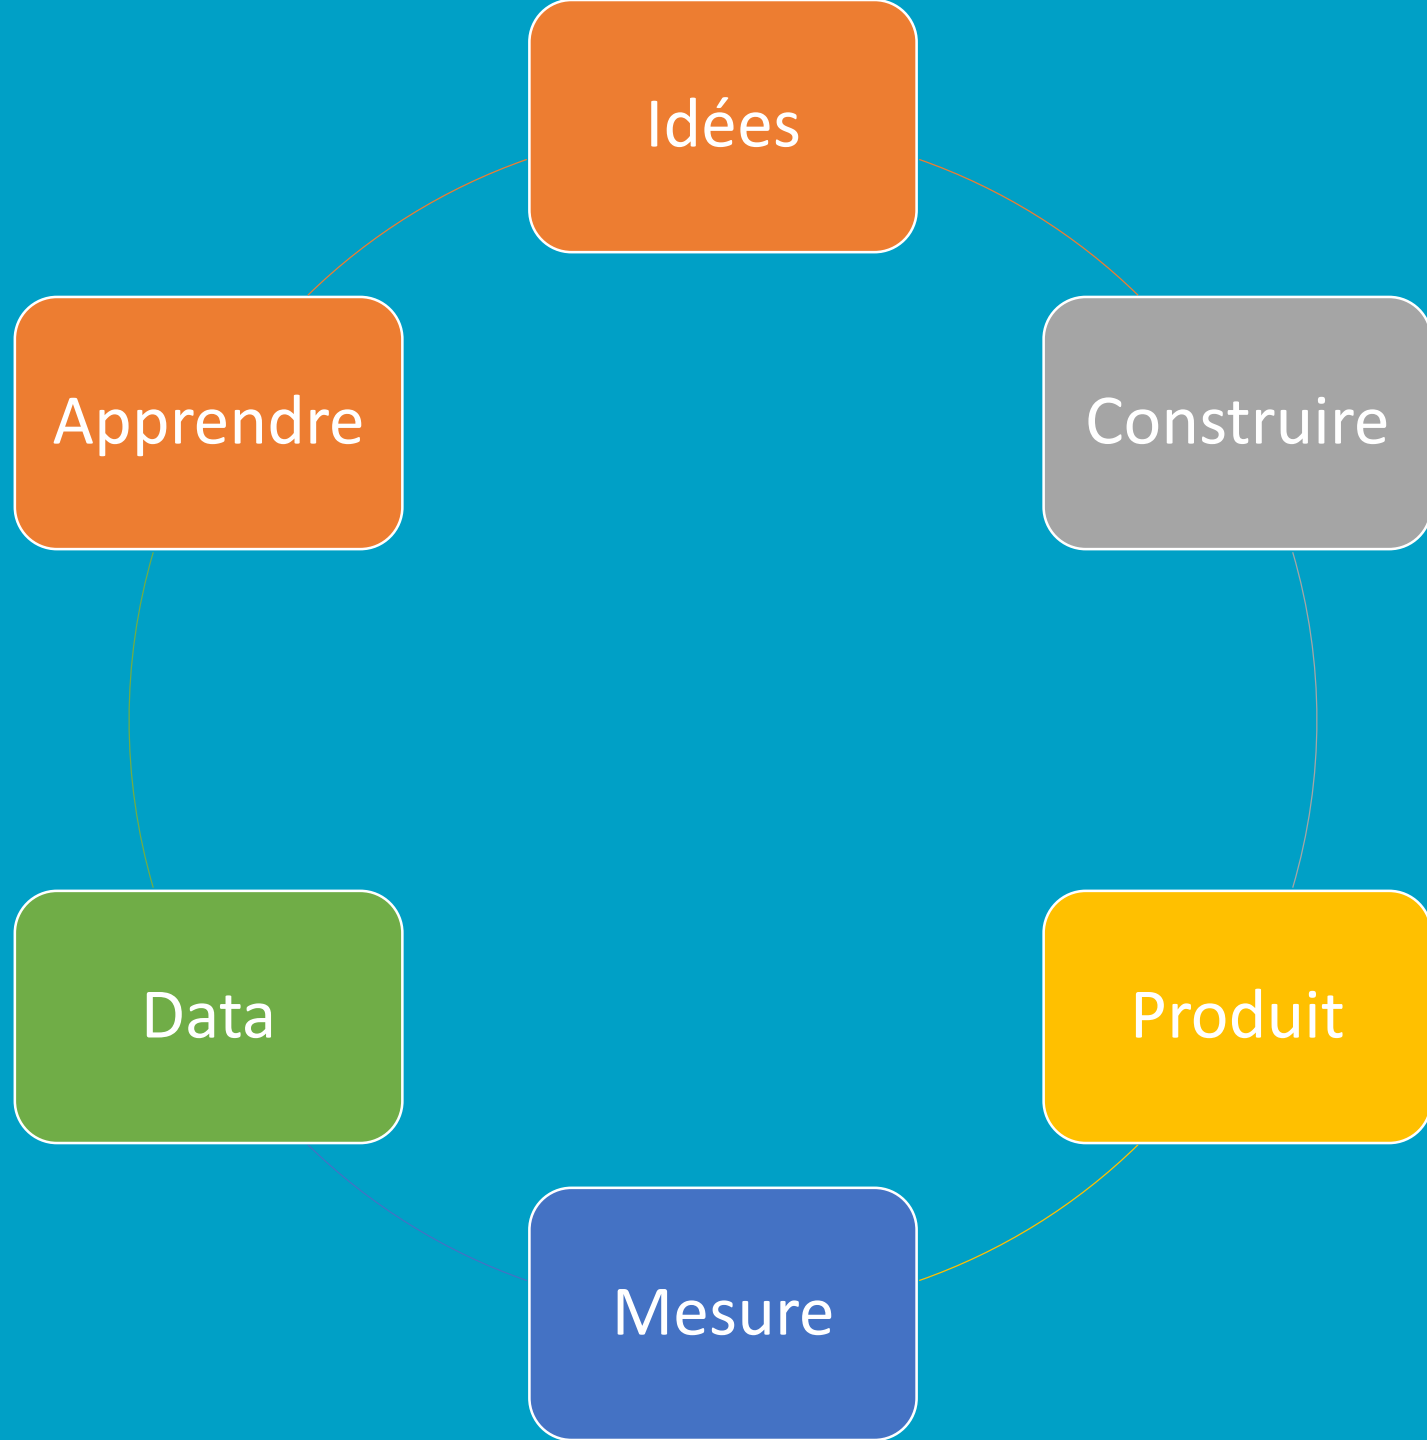 Idées
Construire
Produit
Mesure
Data
Apprendre